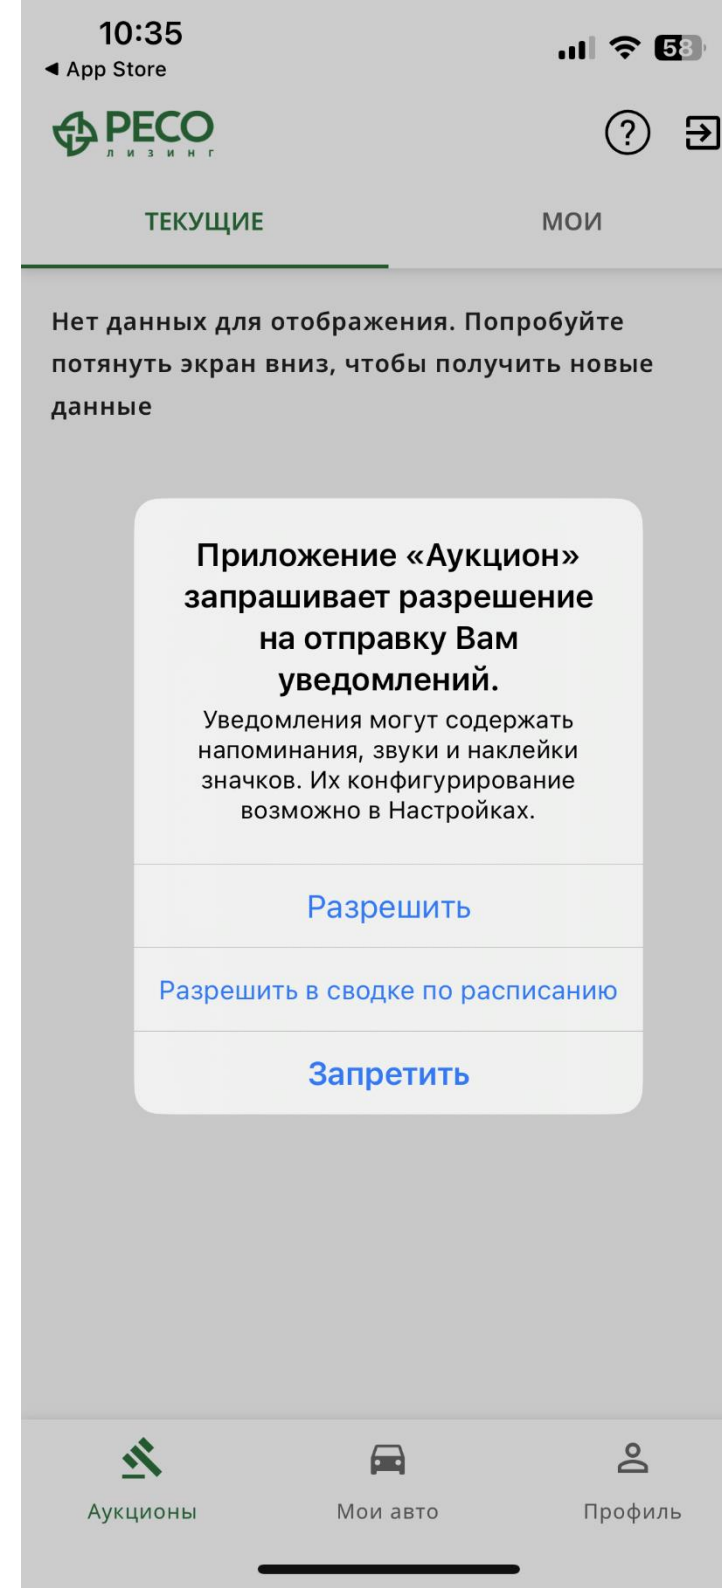 10:35
◀ App Store
58
РЕСО
ЛИЗИНГ
?
ТЕКУЩИЕ
МОИ
Нет данных для отображения. Попробуйте
потянуть экран вниз, чтобы получить новые
данные
Приложение «Аукцион»
запрашивает разрешение
на отправку Вам
уведомлений.
Уведомления могут содержать
напоминания, звуки и наклейки
значков. Их конфигурирование
возможно в Настройках.
Разрешить
Разрешить в сводке по расписанию
Запретить
Аукционы
Мои авто
Профиль